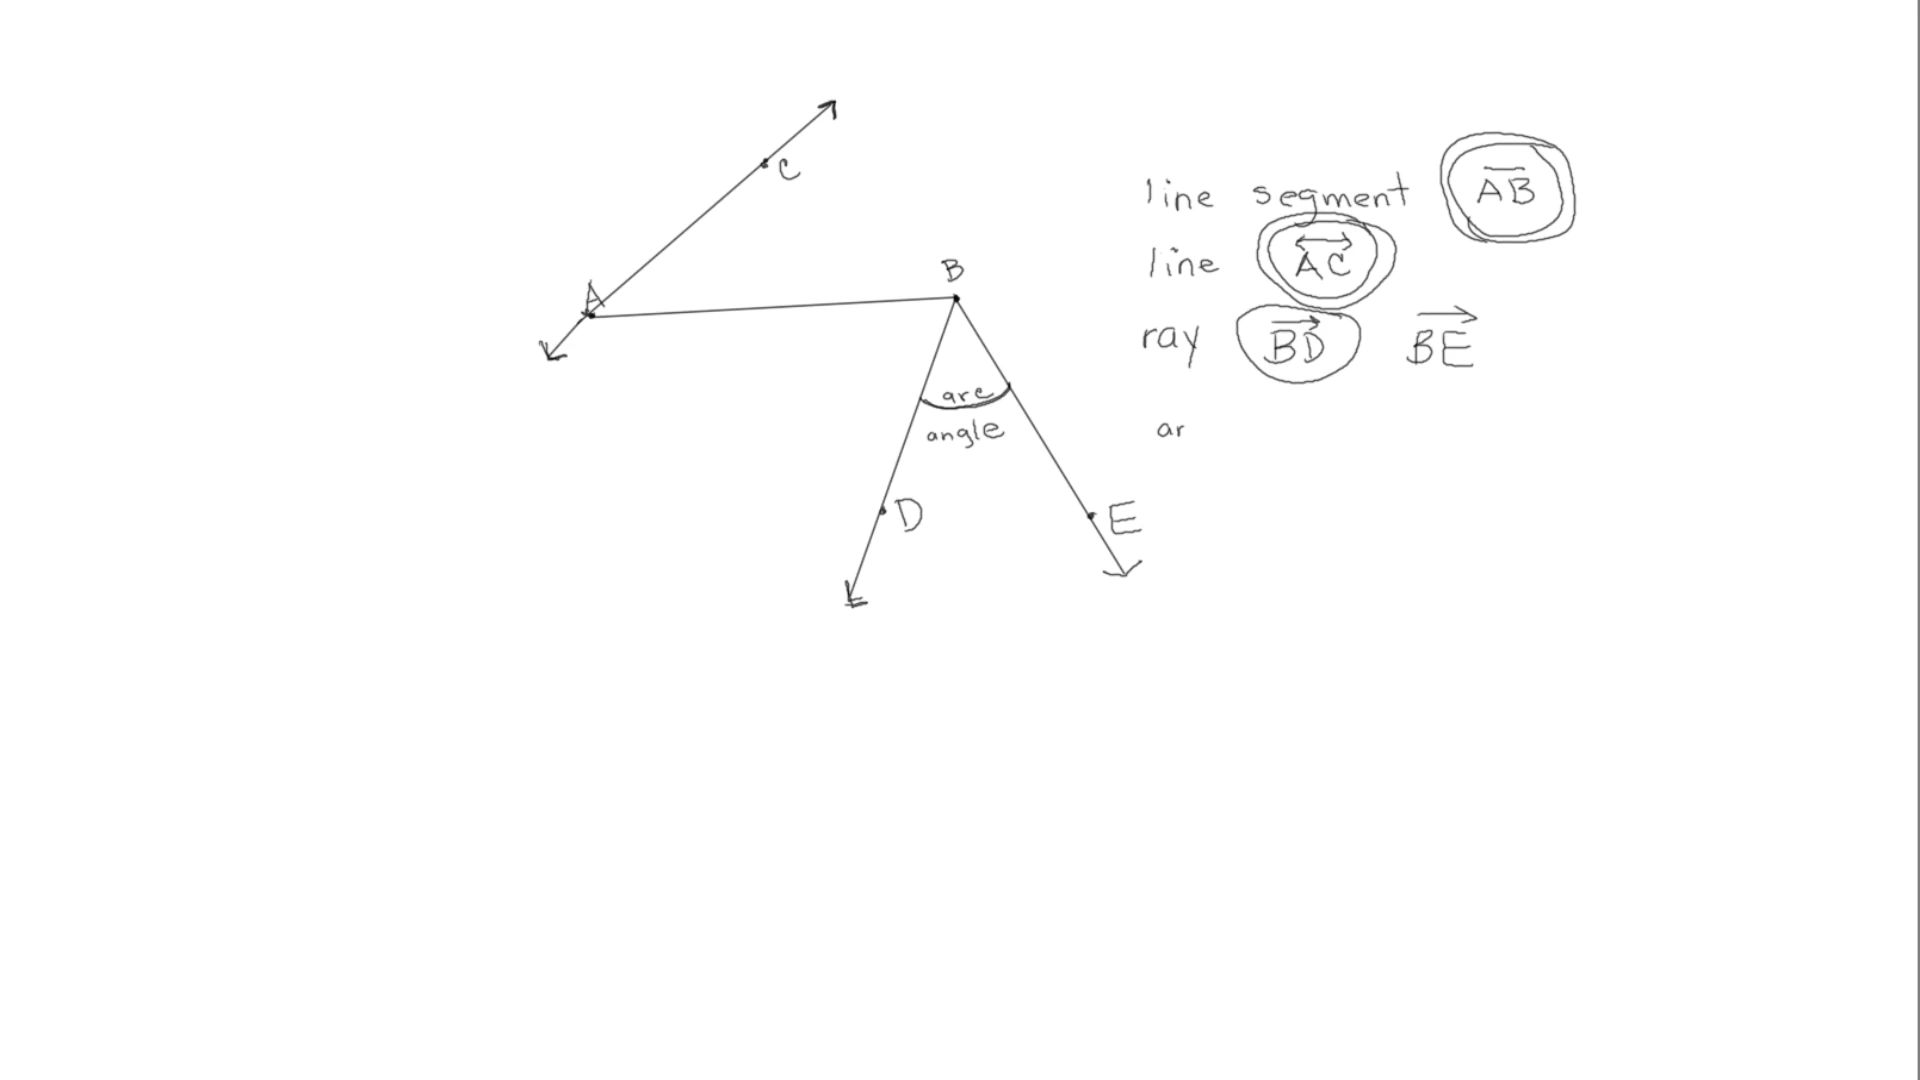 C
A
B
arc
angle
D
E
line segment AB
line AC
ray BD BE
ar